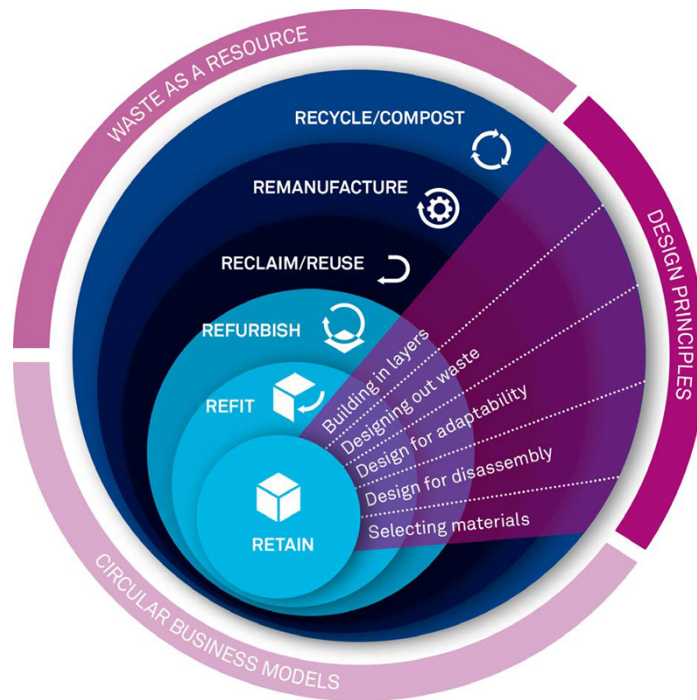 WASTE AS A RESOURCE
RECYCLE/COMPOST
REMANUFACTURE
RECLAIM/REUSE
REFURBISH
REFIT
RETAIN
Building in layers
Designing out waste
Design for adaptability
Design for disassembly
Selecting materials
DESIGN PRINCIPLES
CIRCULAR BUSINESS MODELS